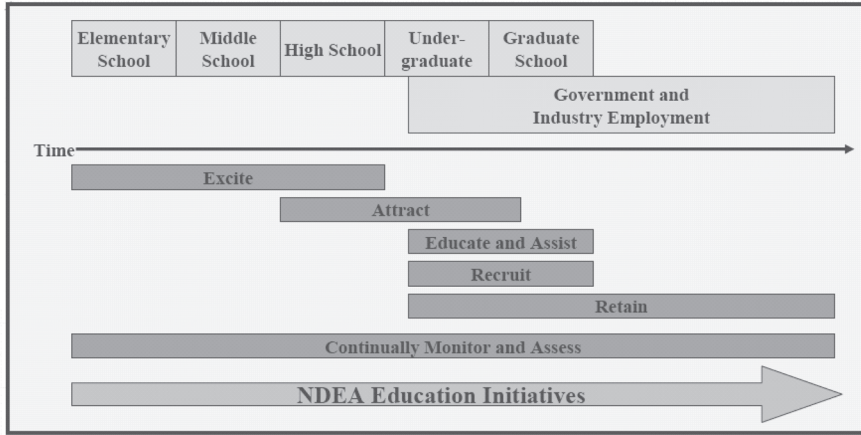 Elementary
School
Middle
School
High School
Under-
graduate
Graduate
School
Government and
Industry Employment
Time
Excite
Attract
Educate and Assist
Recruit
Retain
Continually Monitor and Assess
NDEA Education Initiatives